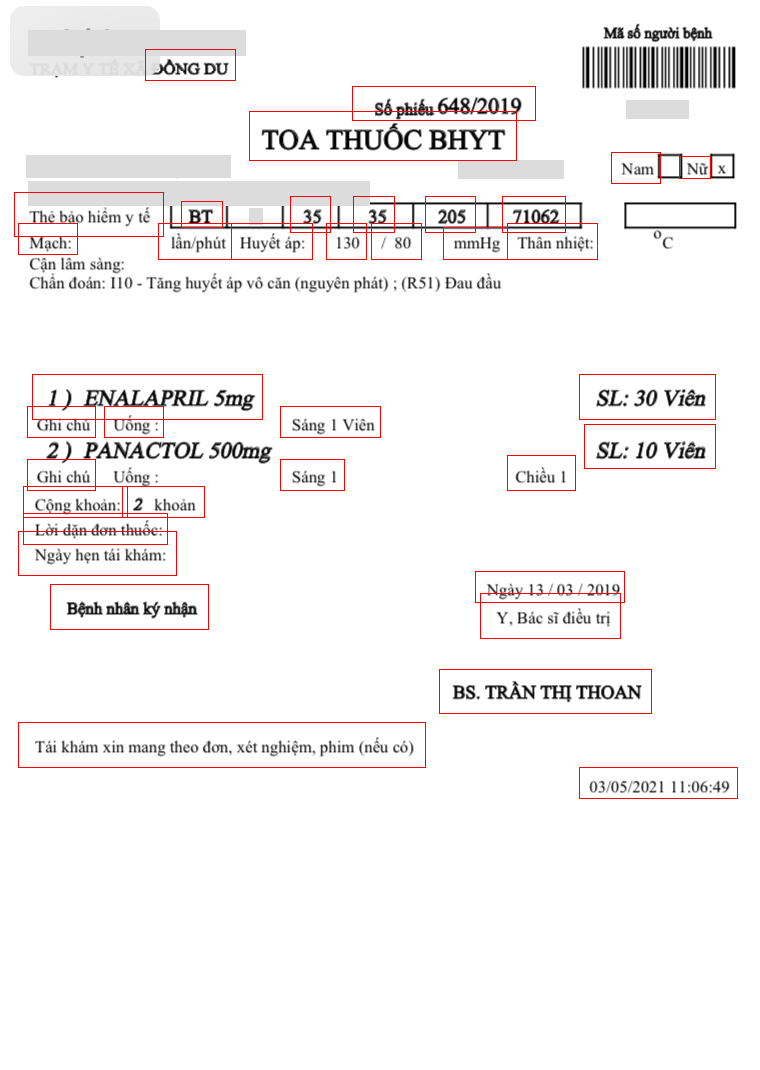 Mã số người bệnh
TRẠM Y TẾ XÃ ĐỒNG DU
Số phiếu 648/2019
TOA THUỐC BHYT
Nam Nữ x
Thẻ bảo hiểm y tế BT 35 35 205 71062
Mạch: lần/phút Huyết áp: 130 / 80 mmHg Thân nhiệt: °C
Cận lâm sàng:
Chẩn đoán: I10 - Tăng huyết áp vô căn (nguyên phát) ; (R51) Đau đầu
1 ) ENALAPRIL 5mg SL: 30 Viên
Ghi chú Uống : Sáng 1 Viên
2 ) PANACTOL 500mg SL: 10 Viên
Ghi chú Uống : Sáng 1 Chiều 1
Cộng khoản: 2 khoản
Lời dặn đơn thuốc:
Ngày hẹn tái khám:
Ngày 13 / 03 / 2019
Bệnh nhân ký nhận Y, Bác sĩ điều trị
BS. TRẦN THỊ THOAN
Tái khám xin mang theo đơn, xét nghiệm, phim (nếu có)
03/05/2021 11:06:49